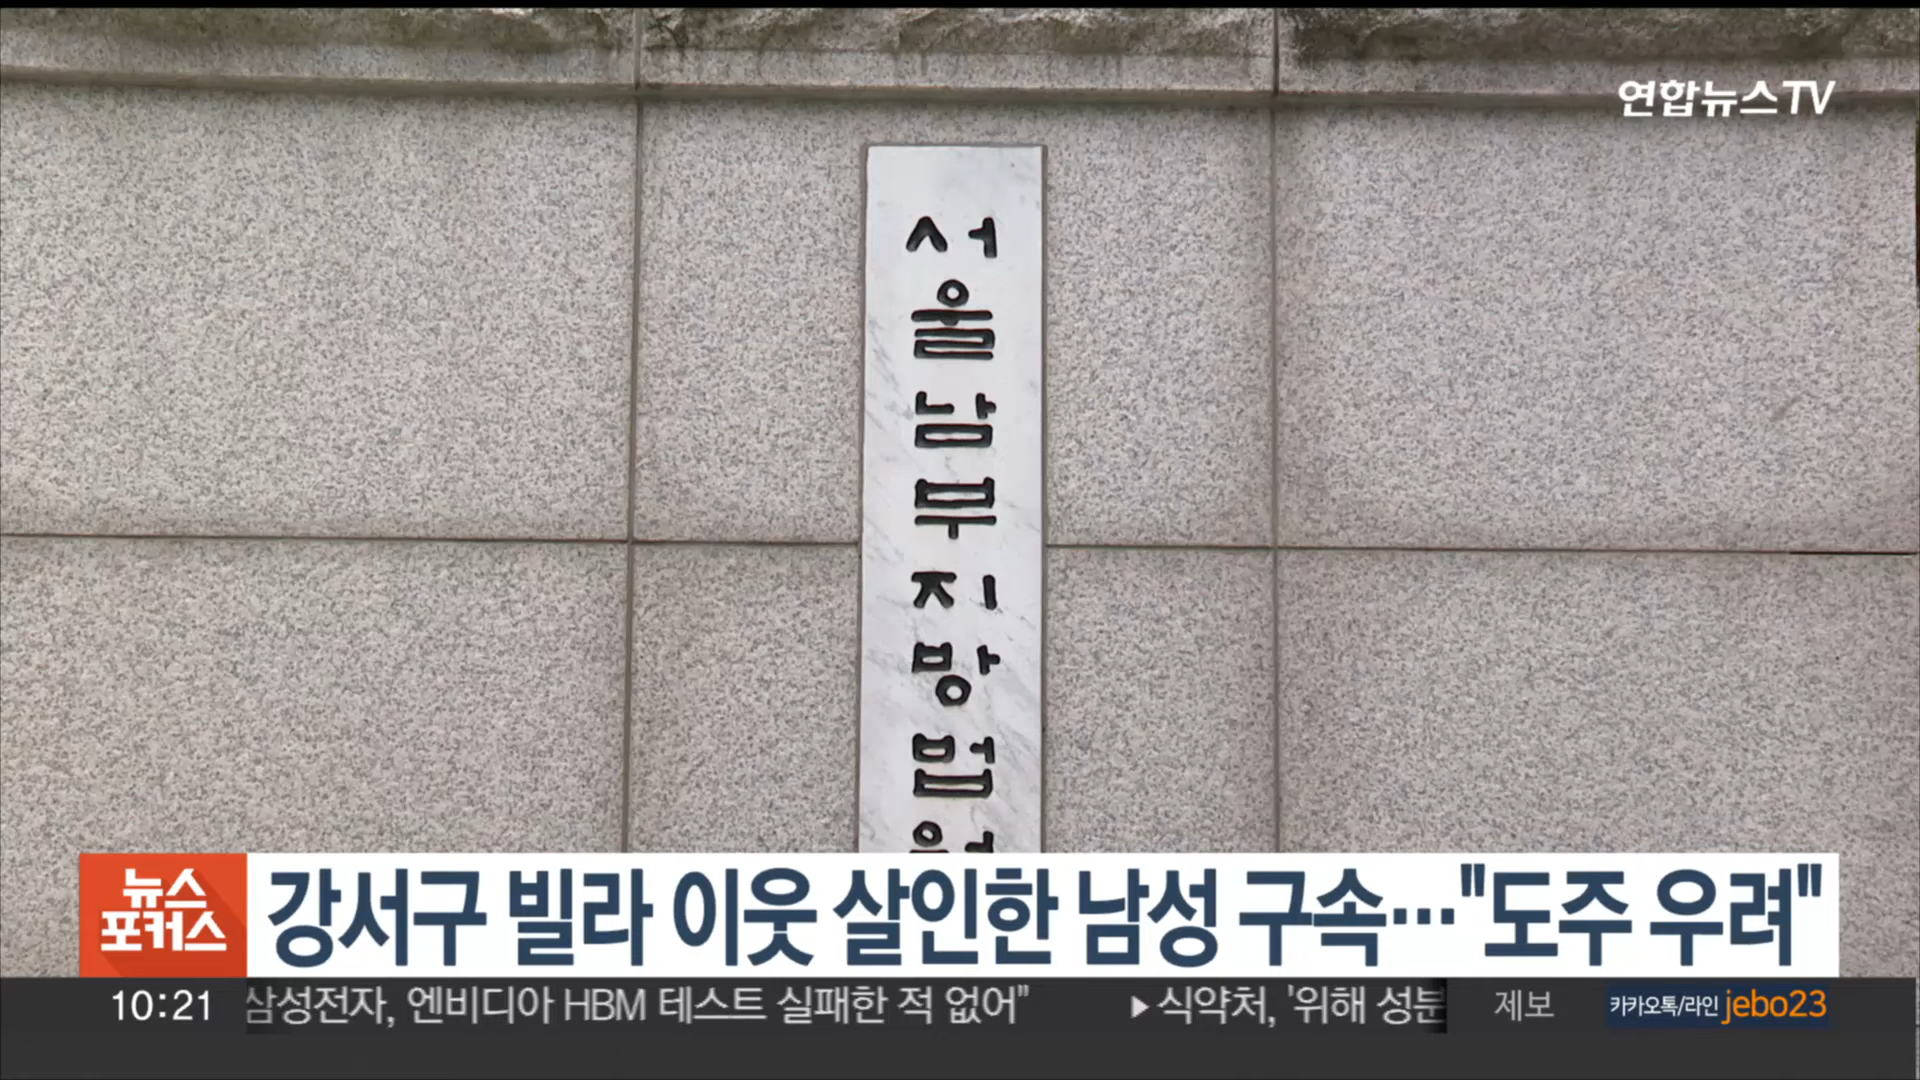 연합뉴스TV
서울남부지방법원
뉴스
포커스
강서구 빌라 이웃 살인한 남성 구속…"도주 우려"
10:21 삼성전자, 엔비디아 HBM 테스트 실패한 적 없어" ▶식약처, '위해 성분 제보 카카오톡/라인 jebo23